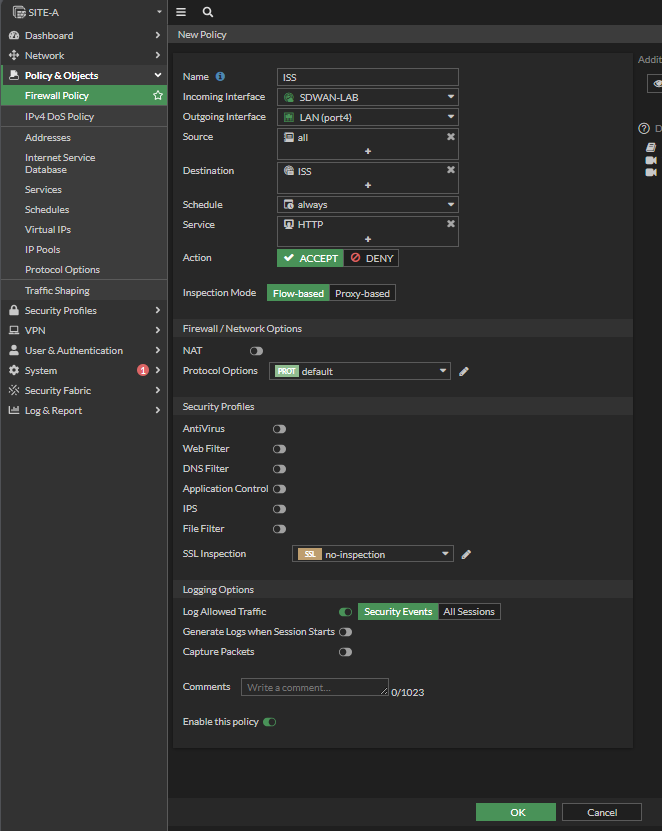 SITE-A
Dashboard
Network
Policy & Objects
Firewall Policy
IPv4 DoS Policy
Addresses
Internet Service
Database
Services
Schedules
Virtual IPs
IP Pools
Protocol Options
Traffic Shaping
Security Profiles
VPN
User & Authentication
System 1
Security Fabric
Log & Report
New Policy
Name ISS
Incoming Interface SDWAN-LAB
Outgoing Interface LAN (port4)
Source all
+
Destination ISS
+
Schedule always
Service HTTP
+
Action ACCEPT DENY
Inspection Mode Flow-based Proxy-based
Firewall / Network Options
NAT
Protocol Options PROT default
Security Profiles
AntiVirus
Web Filter
DNS Filter
Application Control
IPS
File Filter
SSL Inspection SSL no-inspection
Logging Options
Log Allowed Traffic Security Events All Sessions
Generate Logs when Session Starts
Capture Packets
Comments Write a comment... 0/1023
Enable this policy
OK Cancel
Addit
D